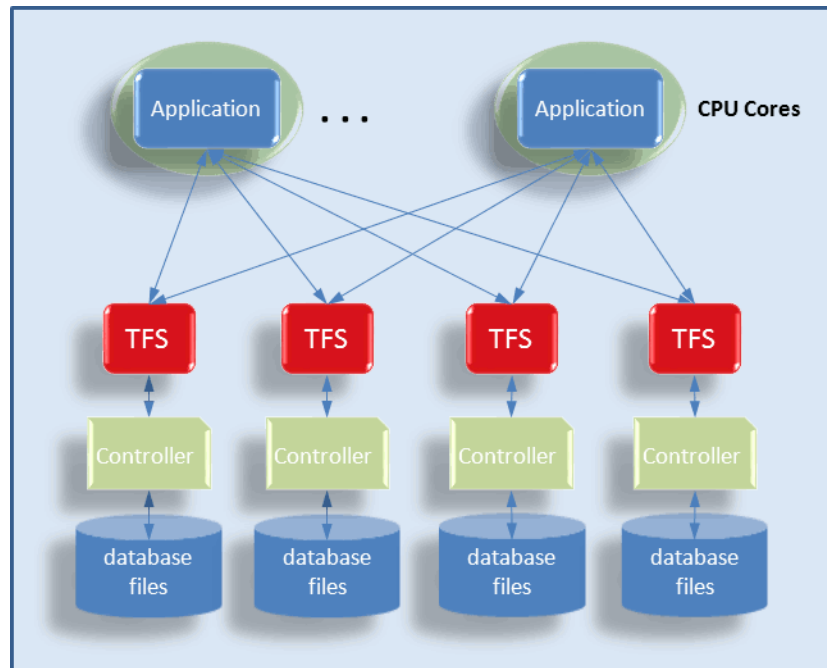 Application
. . .
Application
CPU Cores
TFS
TFS
TFS
TFS
Controller
Controller
Controller
Controller
database
files
database
files
database
files
database
files